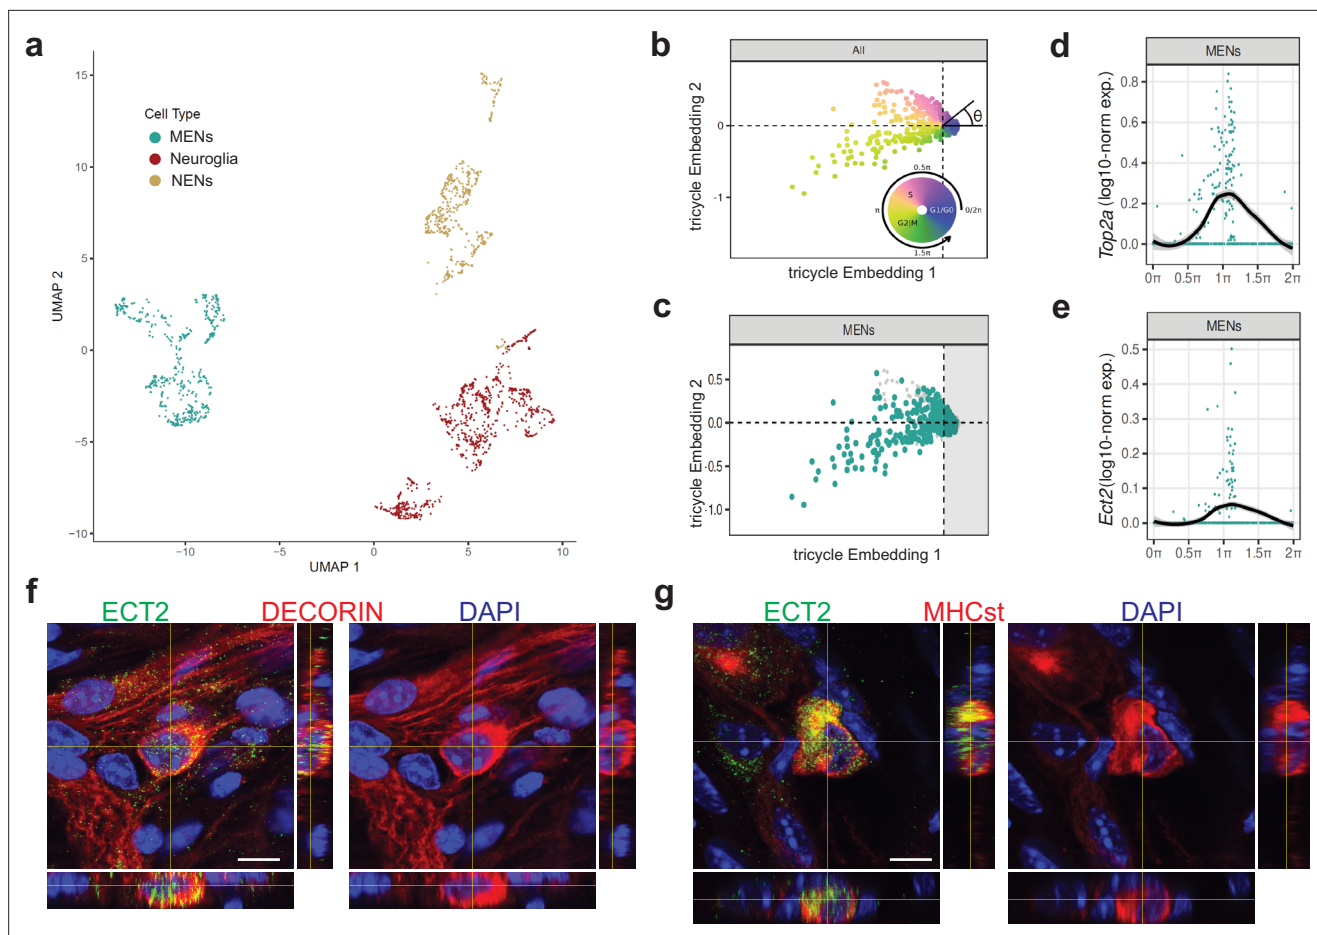 a
15
10
5
0
−5
−10
UMAP 2
−10
−5
0
5
10
UMAP 1
Cell Type
MENs
Neuroglia
NENs
b
All
tricycle Embedding 2
0
-1
θ
0.5π
S
π
G1/G0
0/2π
G2|M
1.5π
tricycle Embedding 1
c
MENs
tricycle Embedding 2
0.5
0.0
-0.5
-1.0
tricycle Embedding 1
d
MENs
Top2a (log10-norm exp.)
0.8
0.6
0.4
0.2
0.0
0π 0.5π 1π 1.5π 2π
e
MENs
Ect2(log10-norm exp.)
0.5
0.4
0.3
0.2
0.1
0.0
0π 0.5π 1π 1.5π 2π
f
ECT2 DECORIN DAPI
g
ECT2 MHCst DAPI